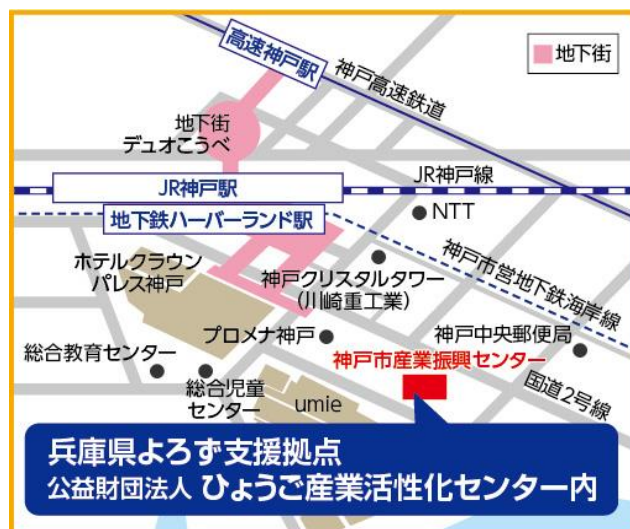 高速神戸駅
神戸高速鉄道
地下街
地下街
デュオこうべ
JR神戸駅
JR神戸線
地下鉄ハーバーランド駅
NTT
神戸市営地下鉄海岸線
ホテルクラウン
パレス神戸
神戸クリスタルタワー
(川崎重工業)
プロメナ神戸
神戸中央郵便局
総合教育センター
神戸市産業振興センター
総合児童
センター
umie
国道2号線
兵庫県よろず支援拠点
公益財団法人 ひょうご産業活性化センター内